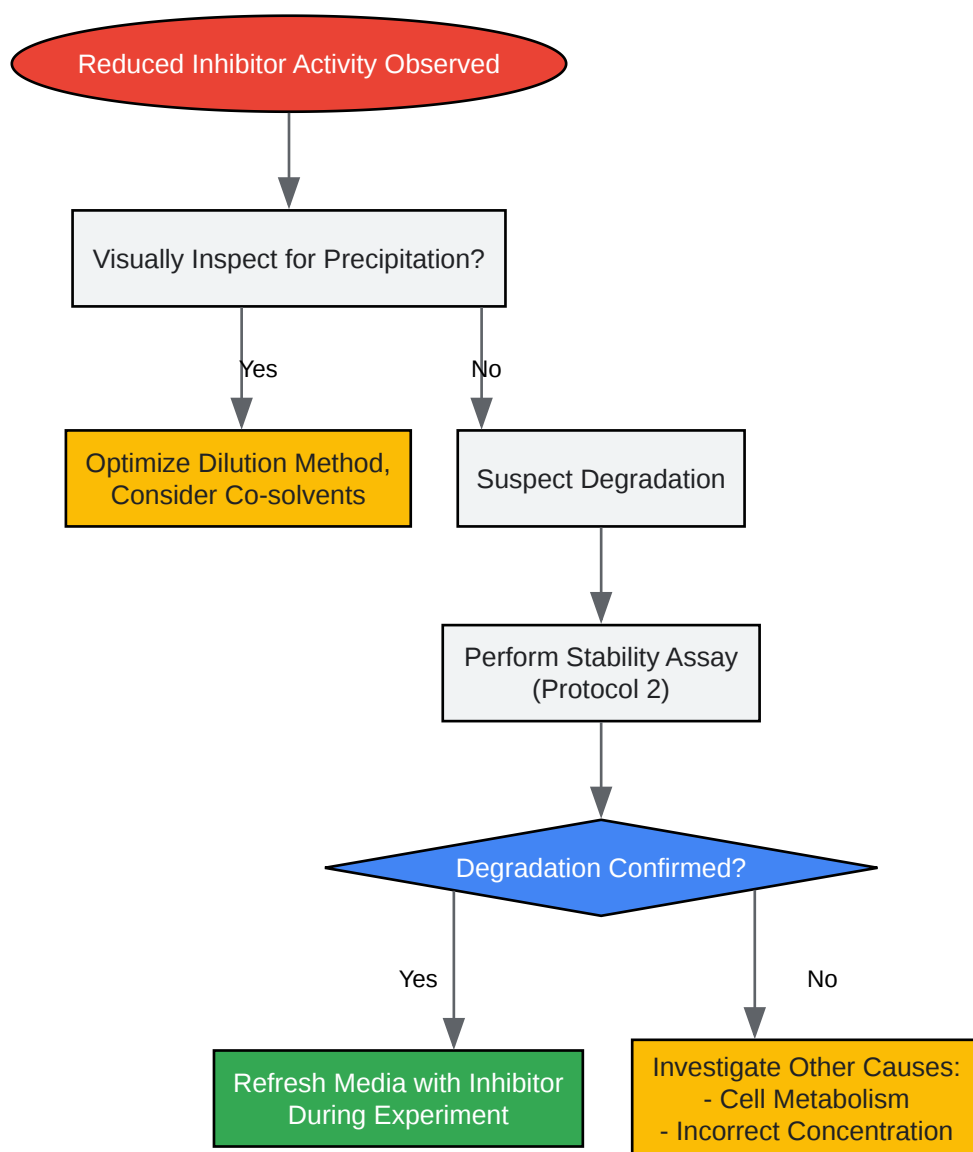 Reduced Inhibitor Activity Observed
Visually Inspect for Precipitation?
Yes
No
Optimize Dilution Method,
Consider Co-solvents
Suspect Degradation
Perform Stability Assay
(Protocol 2)
Degradation Confirmed?
Yes
No
Refresh Media with Inhibitor
During Experiment
Investigate Other Causes:
- Cell Metabolism
- Incorrect Concentration